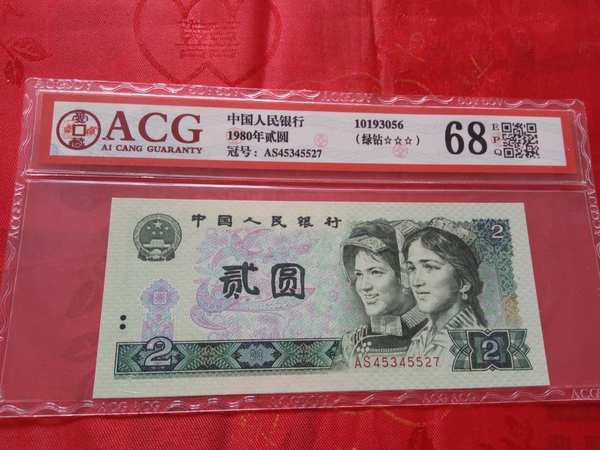 ACG
AI CANG GUARANTY
中国人民银行
1980年贰圆
冠号：AS45345527
10193056
（绿钻☆☆☆）
68
EPQ
中国人民银行
贰圆
2
2
2
AS45345527